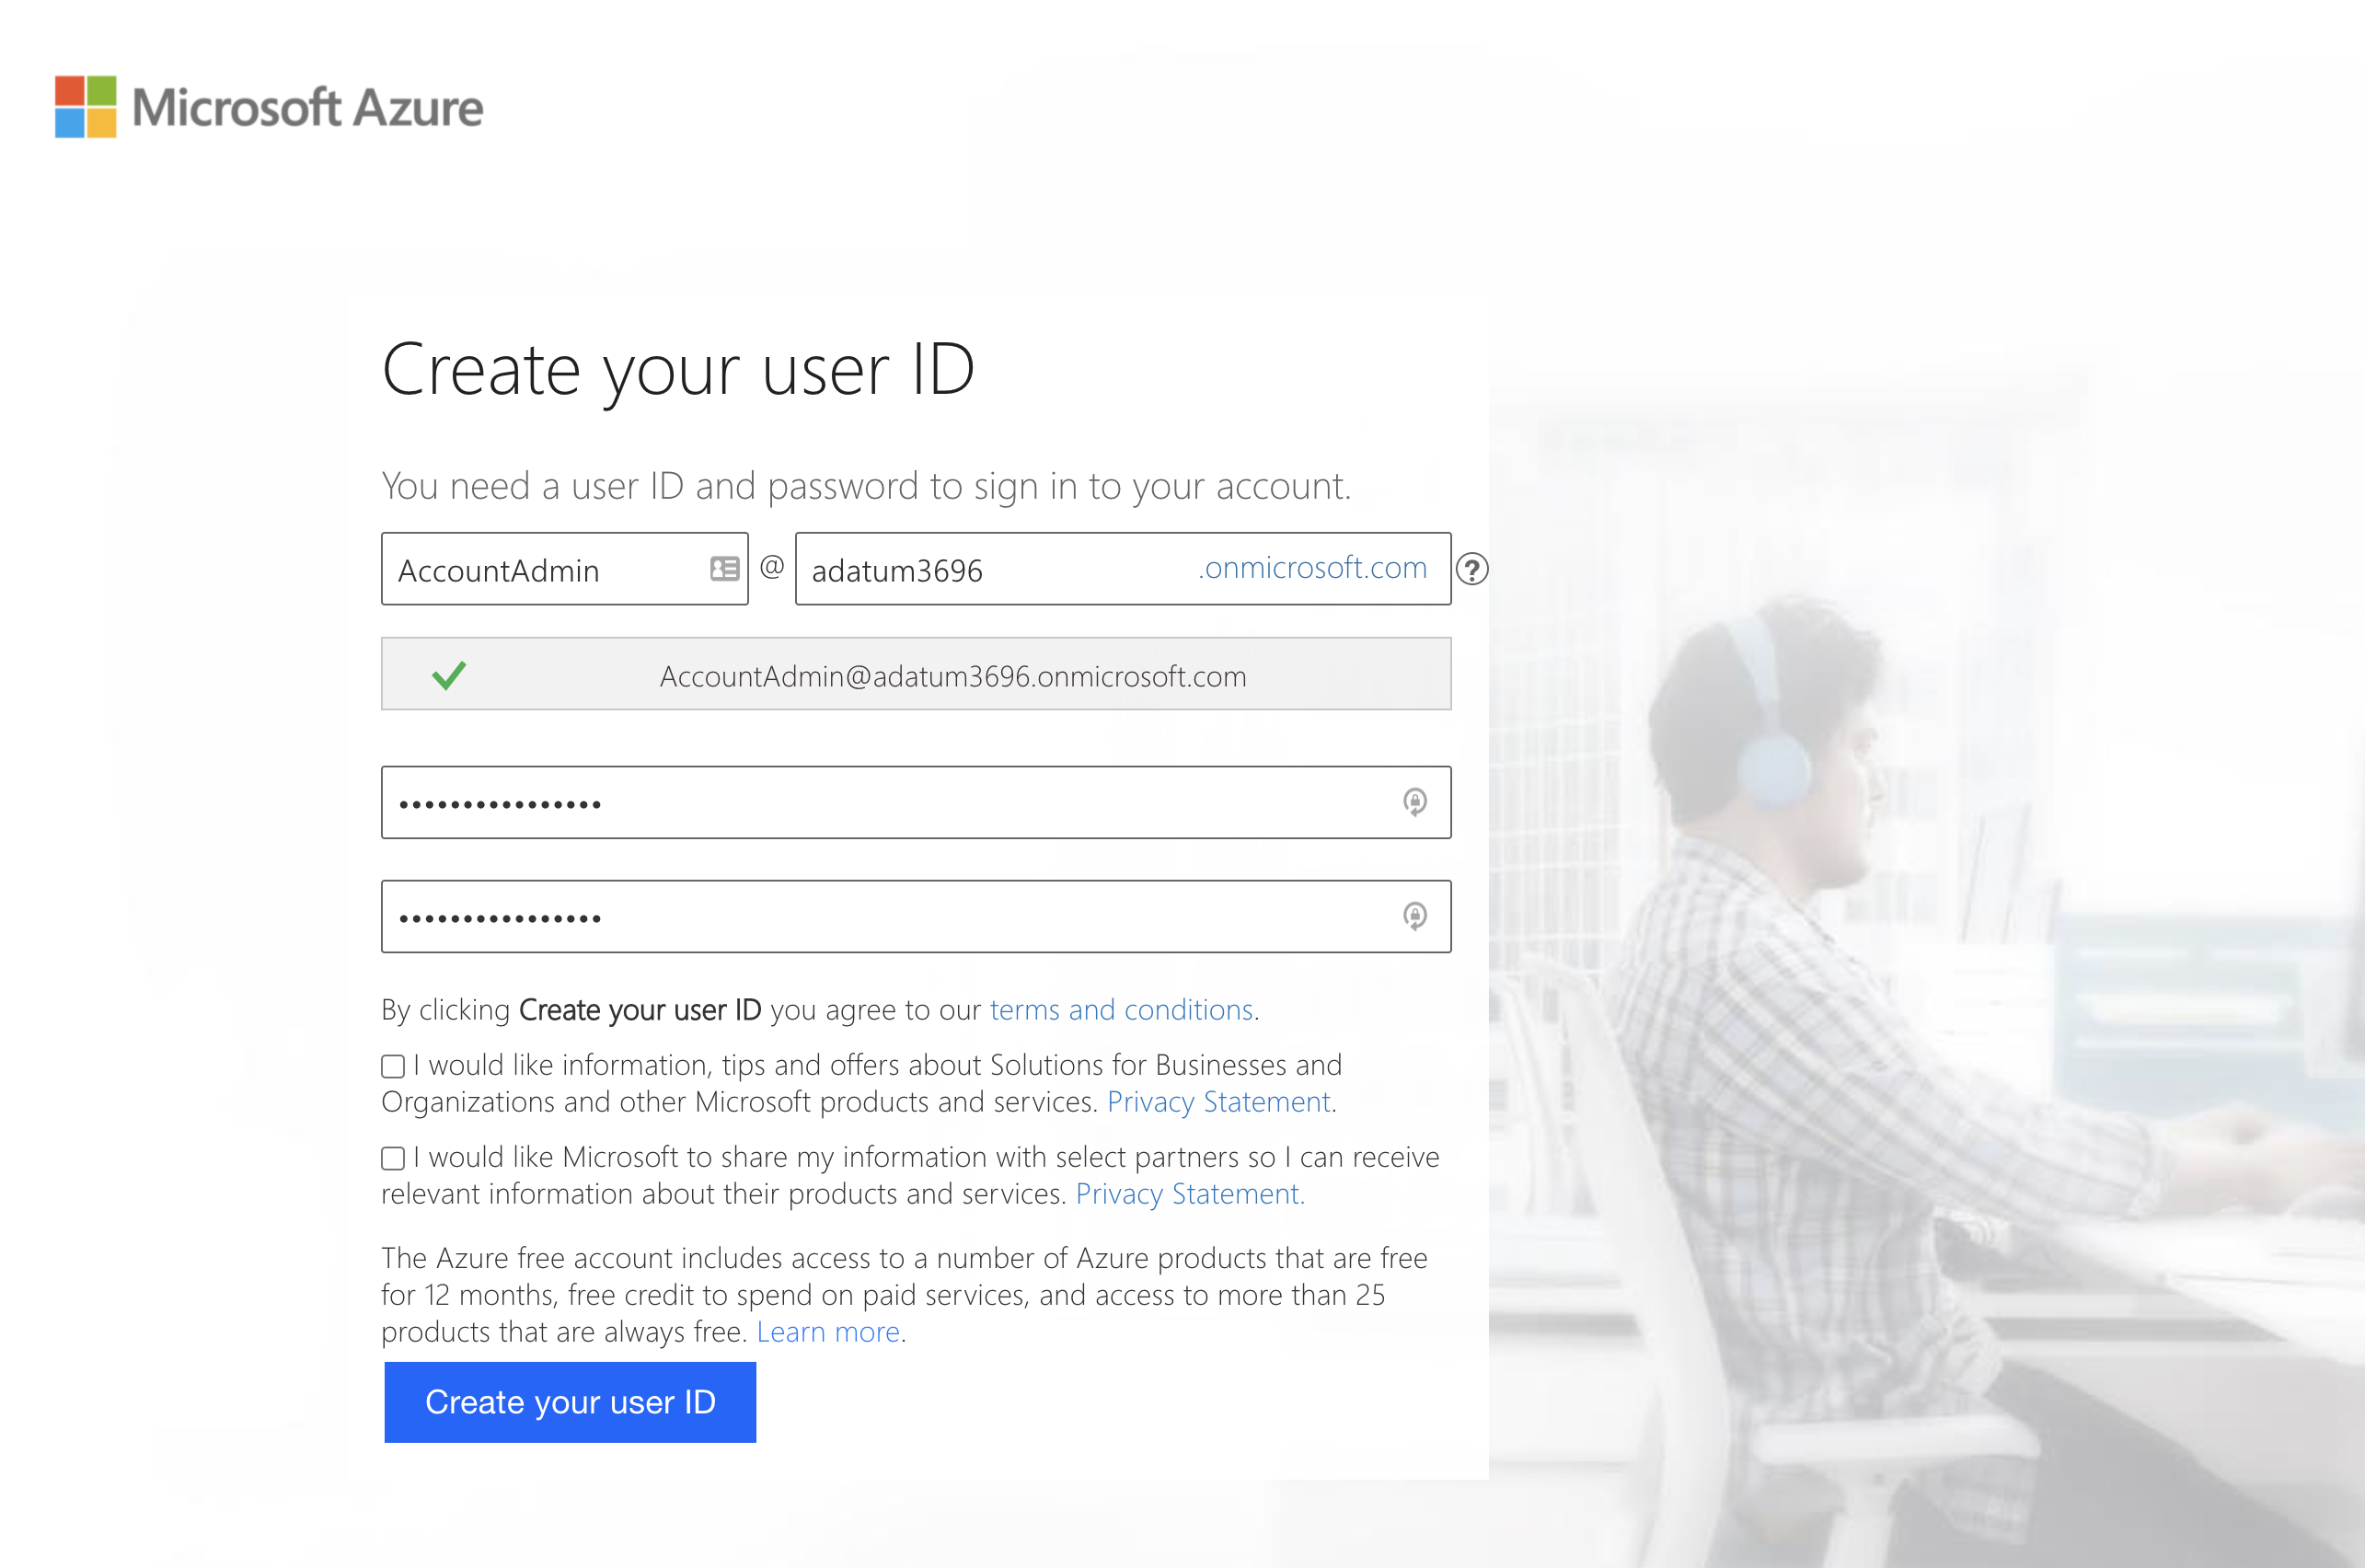 Microsoft Azure
Create your user ID
You need a user ID and password to sign in to your account.
AccountAdmin @ adatum3696 .onmicrosoft.com ?
AccountAdmin@adatum3696.onmicrosoft.com
••••••••••••••••
••••••••••••••••
By clicking Create your user ID you agree to our terms and conditions.
I would like information, tips and offers about Solutions for Businesses and
Organizations and other Microsoft products and services. Privacy Statement.
I would like Microsoft to share my information with select partners so I can receive
relevant information about their products and services. Privacy Statement.
The Azure free account includes access to a number of Azure products that are free
for 12 months, free credit to spend on paid services, and access to more than 25
products that are always free. Learn more.
Create your user ID